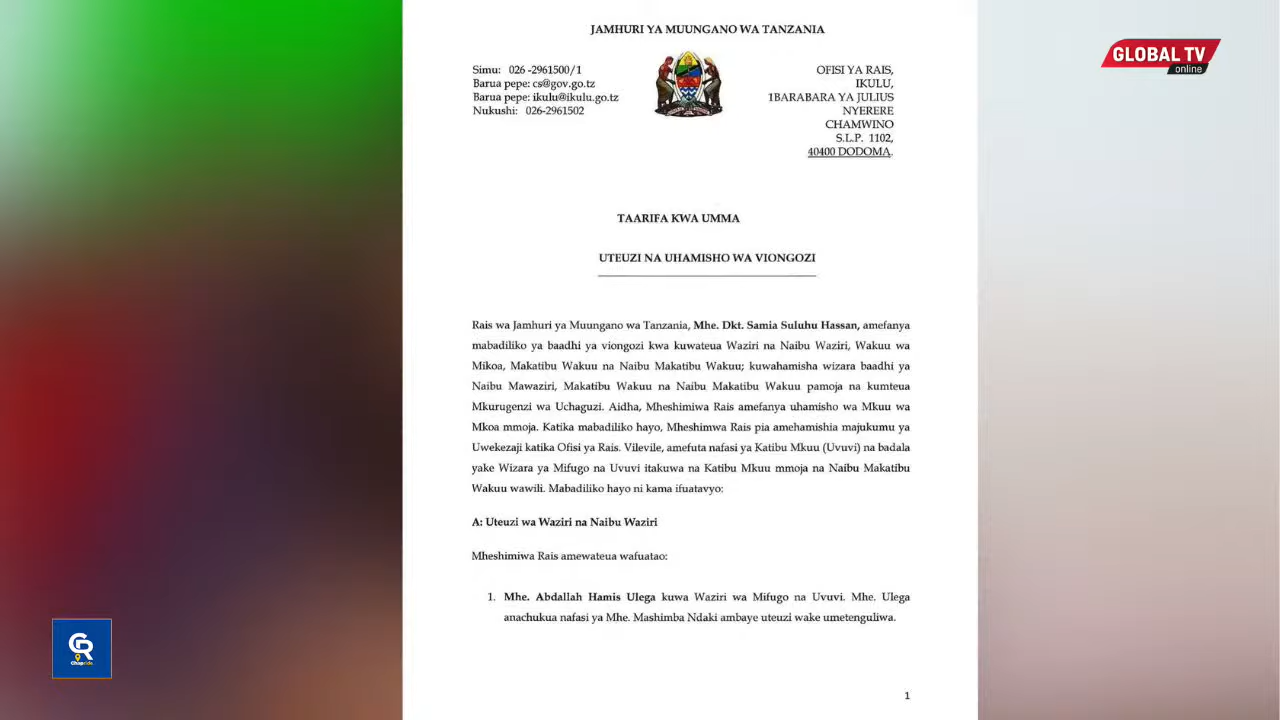 JAMHURI YA MUUNGANO WA TANZANIA
Simu: 026 -2961500/1
Barua pepe: cs@gov.go.tz
Barua pepe: ikulu@ikulu.go.tz
Nukushi: 026-2961502
OFISI YA RAIS,
IKULU,
1BARABARA YA JULIUS
NYERERE
CHAMWINO
S.L.P. 1102,
40400 DODOMA.
GLOBAL TV
online
TAARIFA KWA UMMA
UTEUZI NA UHAMISHO WA VIONGOZI
Rais wa Jamhuri ya Muungano wa Tanzania, Mhe. Dkt. Samia Suluhu Hassan, amefanya
mabadiliko ya baadhi ya viongozi kwa kuwateua Waziri na Naibu Waziri, Wakuu wa
Mikoa, Makatibu Wakuu na Naibu Makatibu Wakuu; kuwahamisha wizara baadhi ya
Naibu Mawaziri, Makatibu Wakuu na Naibu Makatibu Wakuu pamoja na kumteua
Mkurugenzi wa Uchaguzi. Aidha, Mheshimiwa Rais amefanya uhamisho wa Mkuu wa
Mkoa mmoja. Katika mabadiliko hayo, Mheshimwa Rais pia amehamishia majukumu ya
Uwekezaji katika Ofisi ya Rais. Vilevile, amefuta nafasi ya Katibu Mkuu (Uvuvi) na badala
yake Wizara ya Mifugo na Uvuvi itakuwa na Katibu Mkuu mmoja na Naibu Makatibu
Wakuu wawili. Mabadiliko hayo ni kama ifuatavyo:
A: Uteuzi wa Waziri na Naibu Waziri
Mheshimiwa Rais amewateua wafuatao:
1. Mhe. Abdallah Hamis Ulega kuwa Waziri wa Mifugo na Uvuvi. Mhe. Ulega
anachukua nafasi ya Mhe. Mashimba Ndaki ambaye uteuzi wake umetenguliwa.
1
GR
Chapride